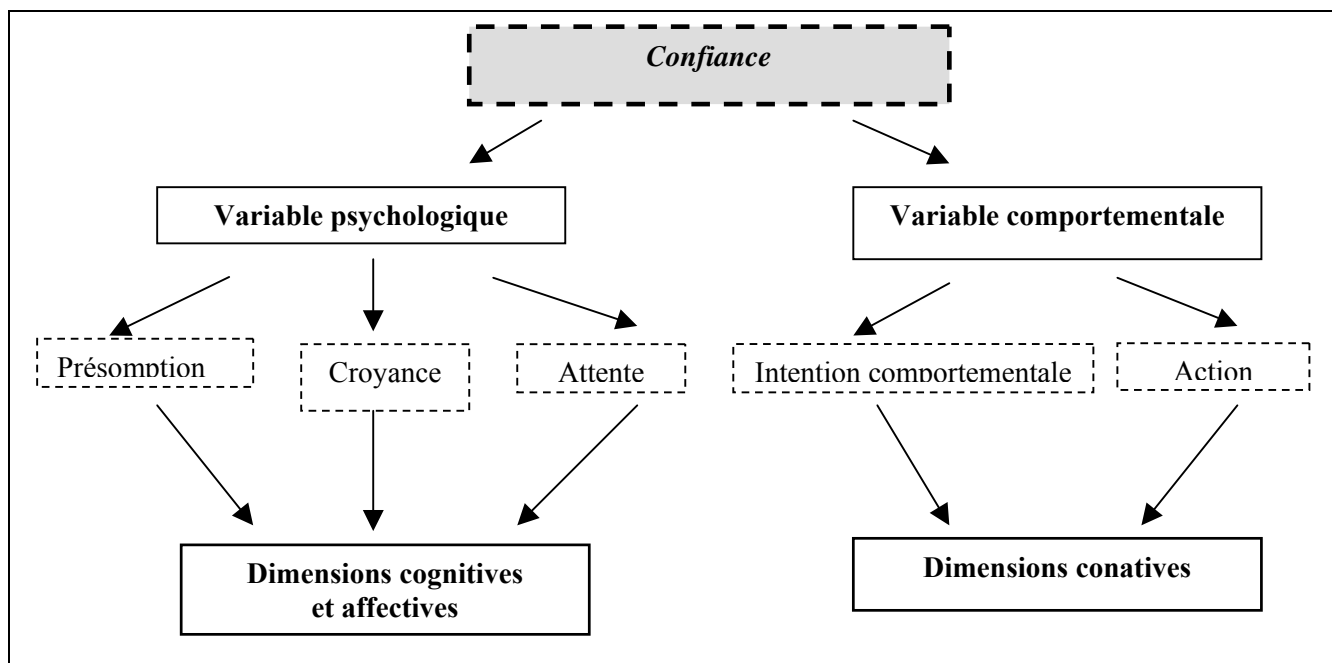 Confiance
Variable psychologique
Variable comportementale
Présomption
Croyance
Attente
Intention comportementale
Action
Dimensions cognitives
et affectives
Dimensions conatives